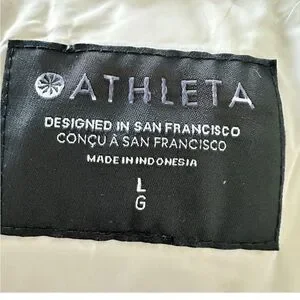 ATHLETA
DESIGNED IN SAN FRANCISCO
CONÇU À SAN FRANCISCO
MADE IN INDONESIA
L
G